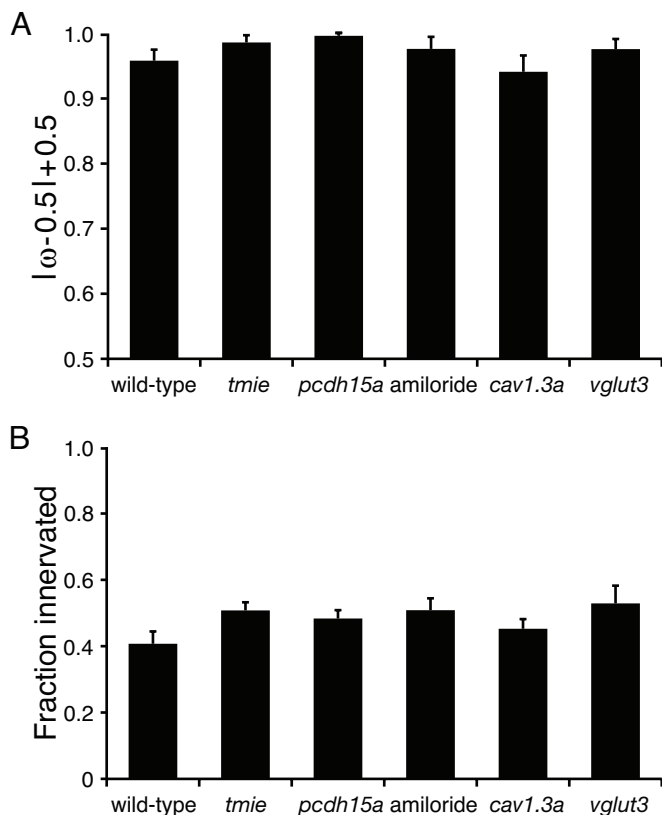 A
|ω-0.5|+0.5
1.0
0.9
0.8
0.7
0.6
0.5
wild-type tmie pcdh15a amiloride cav1.3a vglut3
B
Fraction innervated
1.0
0.8
0.6
0.4
0.2
0
wild-type tmie pcdh15a amiloride cav1.3a vglut3